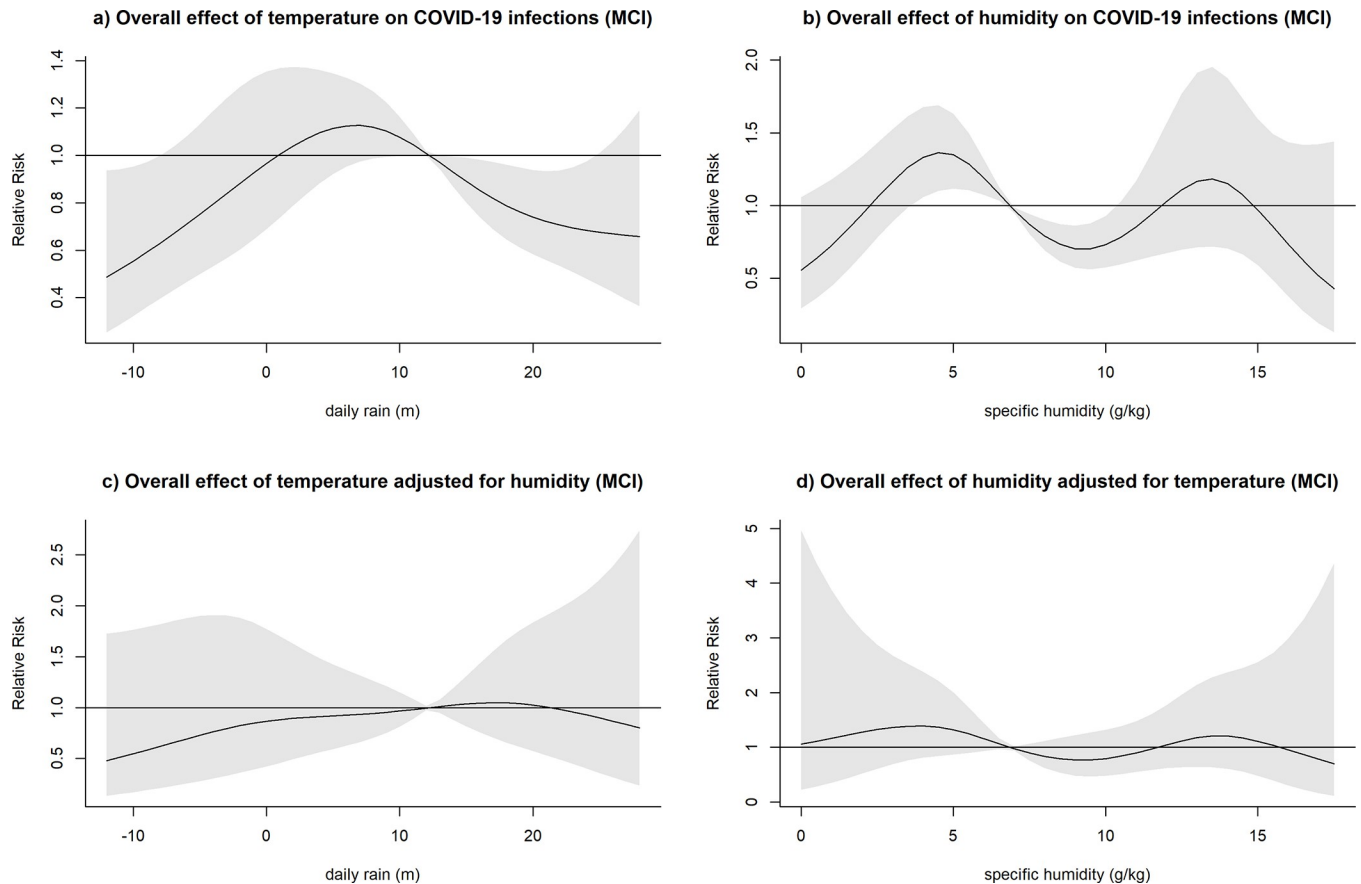 a) Overall effect of temperature on COVID-19 infections (MCI)
Relative Risk
1.4
1.2
1.0
0.8
0.6
0.4
-10 0 10 20
daily rain (m)
b) Overall effect of humidity on COVID-19 infections (MCI)
Relative Risk
2.0
1.5
1.0
0.5
0 5 10 15
specific humidity (g/kg)
c) Overall effect of temperature adjusted for humidity (MCI)
Relative Risk
2.5
2.0
1.5
1.0
0.5
-10 0 10 20
daily rain (m)
d) Overall effect of humidity adjusted for temperature (MCI)
Relative Risk
5
4
3
2
1
0
0 5 10 15
specific humidity (g/kg)